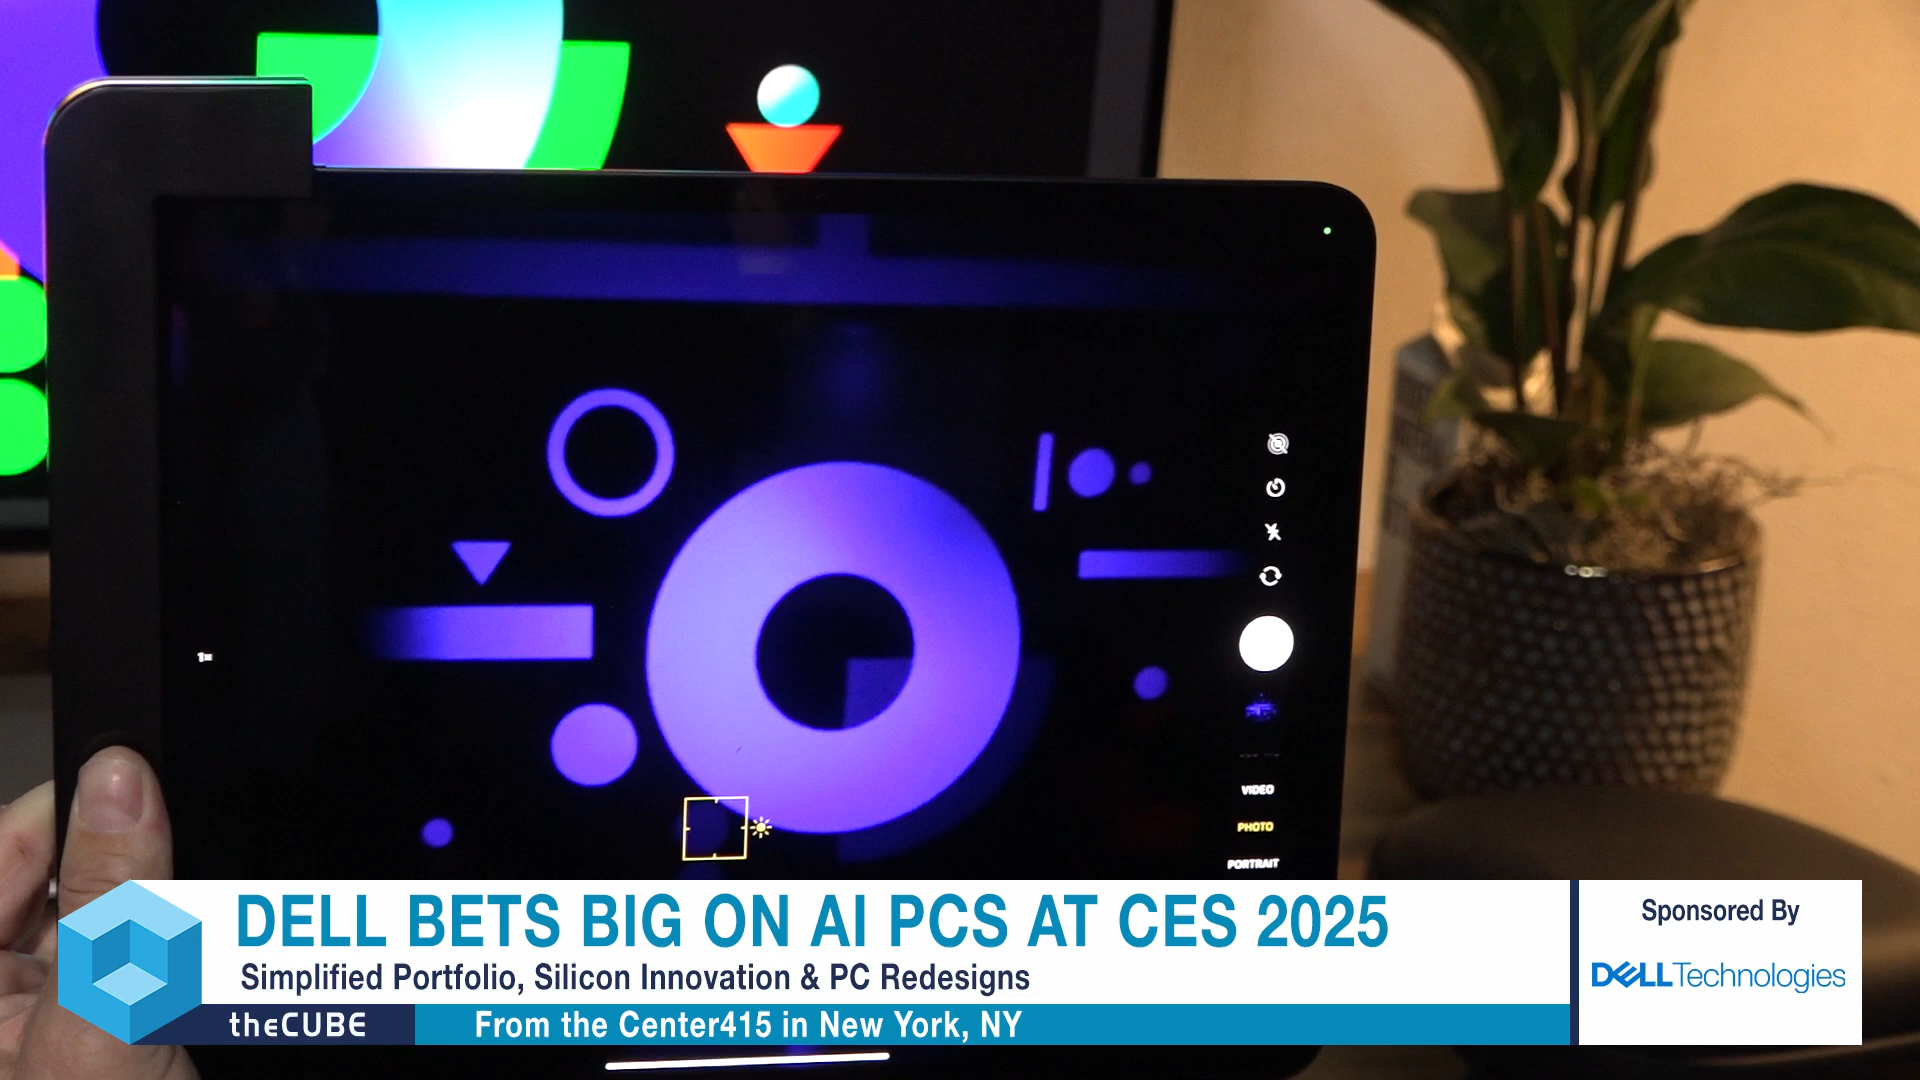 1x
VIDEO
PHOTO
PORTRAIT
DELL BETS BIG ON AI PCS AT CES 2025
Simplified Portfolio, Silicon Innovation & PC Redesigns
theCUBE
From the Center415 in New York, NY
Sponsored By
DELL Technologies